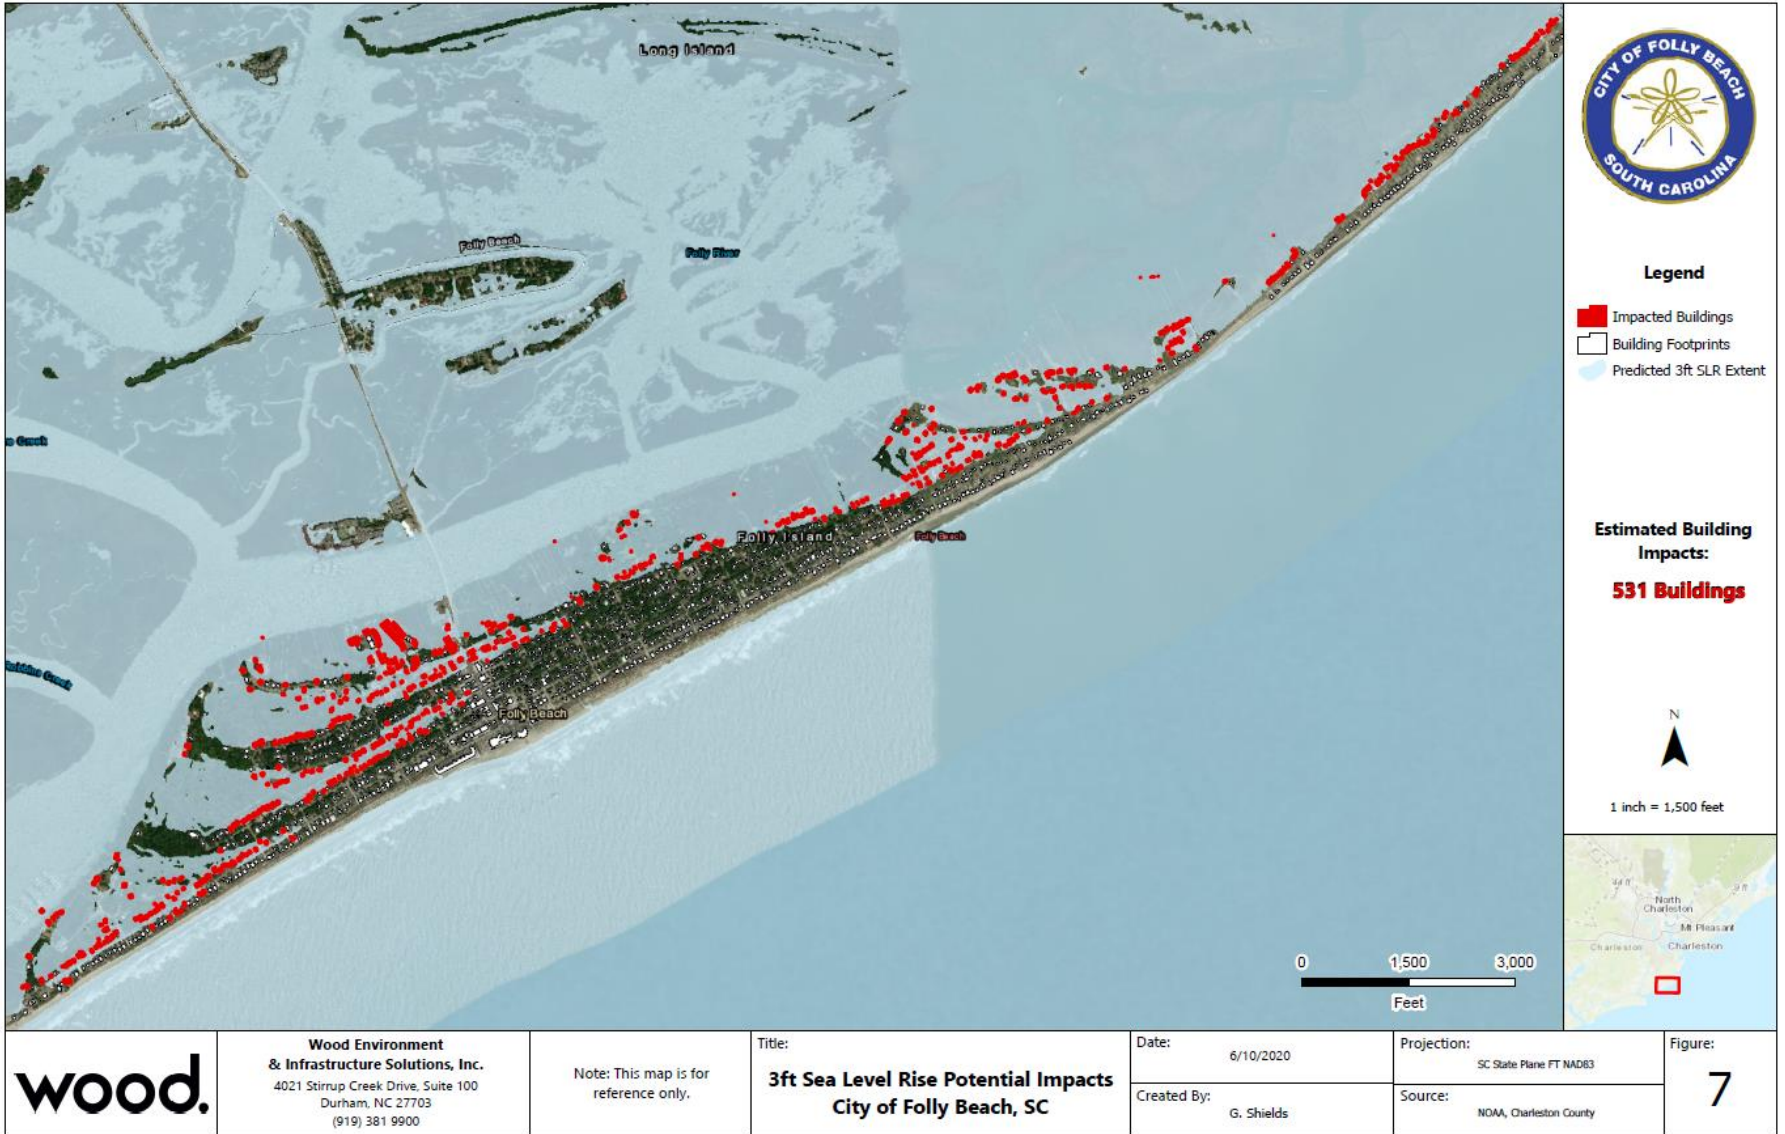 Long Island
Folly Beach
Folly River
Creek
Folly Island
Folly Beach
Creek
Folly Beach
0 1,500 3,000
Feet
CITY OF FOLLY BEACH
SOUTH CAROLINA
Legend
Impacted Buildings
Building Footprints
Predicted 3ft SLR Extent
Estimated Building
Impacts:
531 Buildings
N
1 inch = 1,500 feet
North
Charleston
Mt Pleasant
Charleston
Charleston
wood.
Wood Environment
& Infrastructure Solutions, Inc.
4021 Stirrup Creek Drive, Suite 100
Durham, NC 27703
(919) 381 9900
Note: This map is for
reference only.
Title:
3ft Sea Level Rise Potential Impacts
City of Folly Beach, SC
Date:
6/10/2020
Created By:
G. Shields
Projection:
SC State Plane FT NAD83
Source:
NOAA, Charleston County
Figure:
7